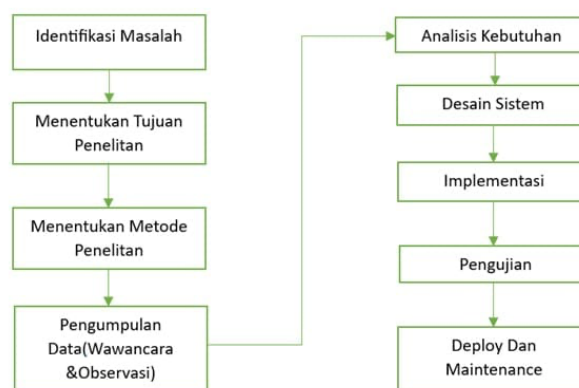 Identifikasi Masalah
Menentukan Tujuan
Penelitan
Menentukan Metode
Penelitan
Pengumpulan
Data(Wawancara
&Observasi)
Analisis Kebutuhan
Desain Sistem
Implementasi
Pengujian
Deploy Dan
Maintenance